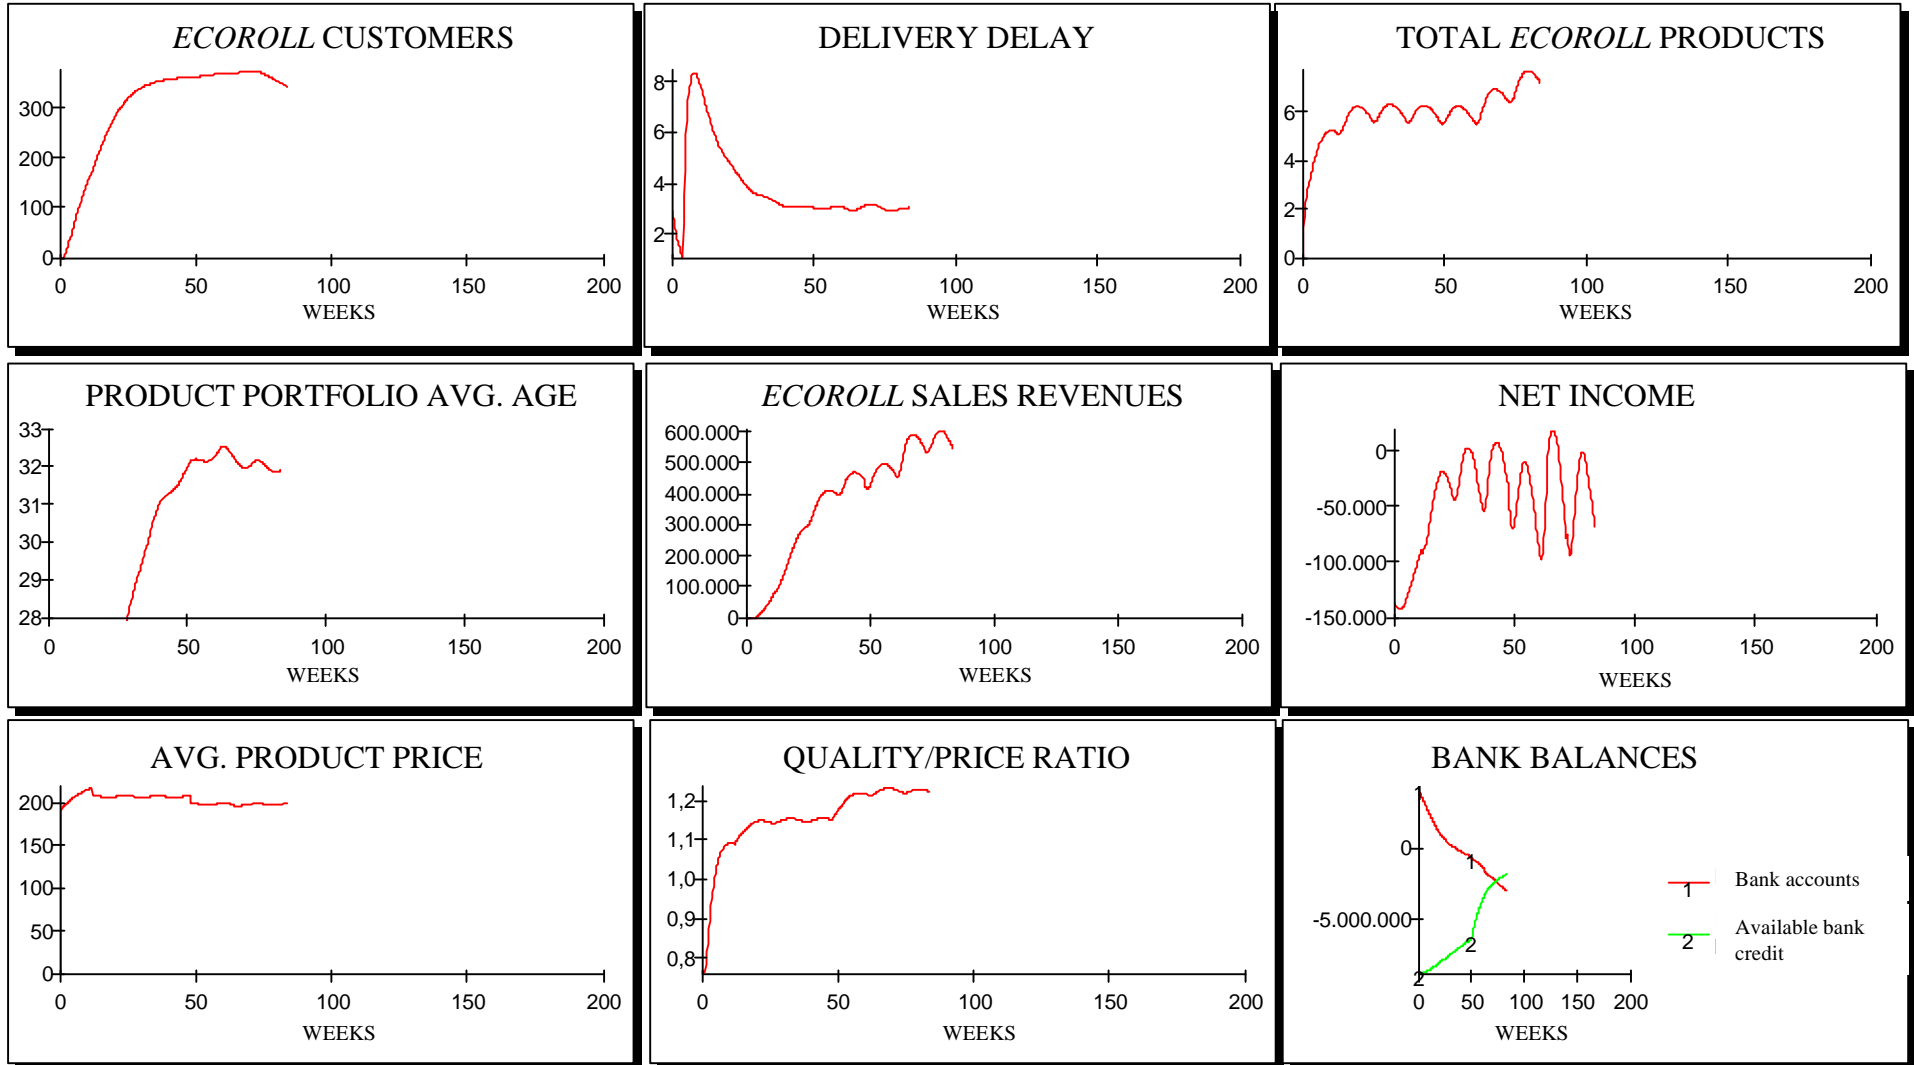 ECOROLL CUSTOMERS
300
200
100
0
0 50 100 150 200
WEEKS
DELIVERY DELAY
8
6
4
2
0 50 100 150 200
WEEKS
TOTAL ECOROLL PRODUCTS
6
4
2
0
0 50 100 150 200
WEEKS
PRODUCT PORTFOLIO AVG. AGE
33
32
31
30
29
28
0 50 100 150 200
WEEKS
ECOROLL SALES REVENUES
600.000
500.000
400.000
300.000
200.000
100.000
0
0 50 100 150 200
WEEKS
NET INCOME
0
-50.000
-100.000
-150.000
0 50 100 150 200
WEEKS
AVG. PRODUCT PRICE
200
150
100
50
0
0 50 100 150 200
WEEKS
QUALITY/PRICE RATIO
1,2
1,1
1,0
0,9
0,8
0 50 100 150 200
WEEKS
BANK BALANCES
1
0
1
-5.000.000
2
2
0 50 100 150 200
WEEKS
1 Bank accounts
2 Available bank
credit